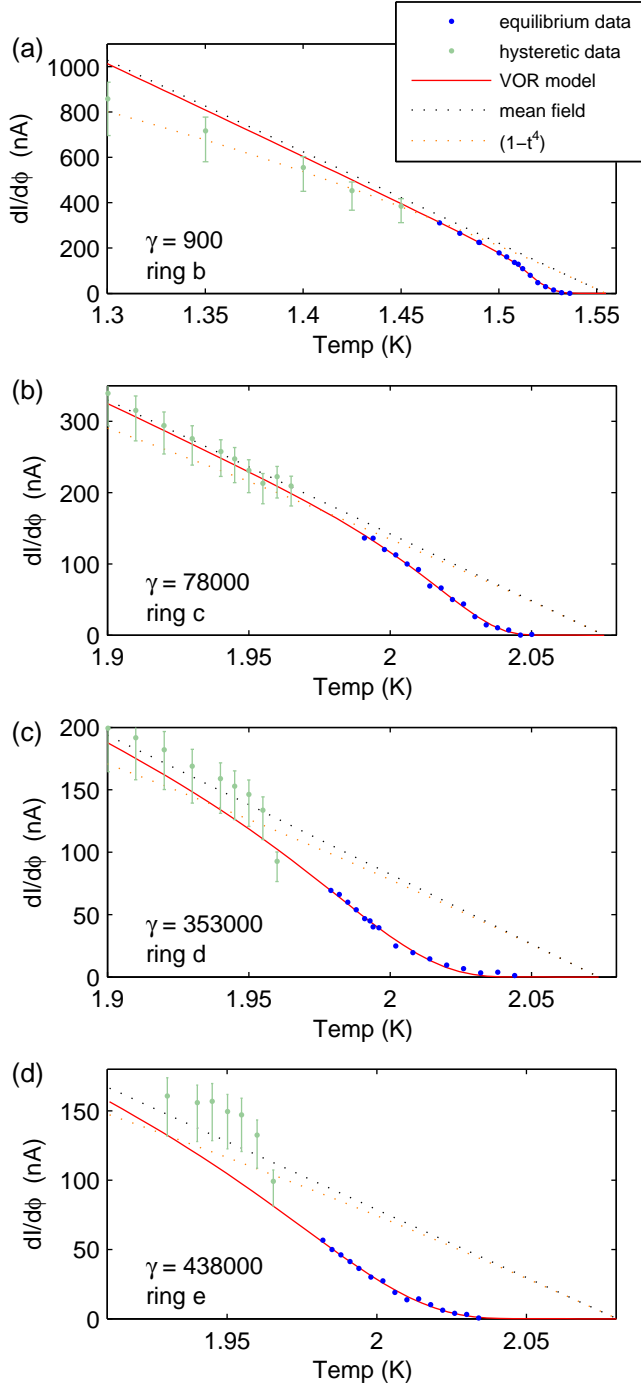 equilibrium data
hysteretic data
VOR model
mean field
(1−t⁴)
(a)
1000
800
600
400
200
0
dI/dϕ (nA)
γ = 900
ring b
1.3 1.35 1.4 1.45 1.5 1.55
Temp (K)
(b)
300
200
100
0
dI/dϕ (nA)
γ = 78000
ring c
1.9 1.95 2 2.05
Temp (K)
(c)
200
150
100
50
0
dI/dϕ (nA)
γ = 353000
ring d
1.9 1.95 2 2.05
Temp (K)
(d)
150
100
50
0
dI/dϕ (nA)
γ = 438000
ring e
1.95 2 2.05
Temp (K)